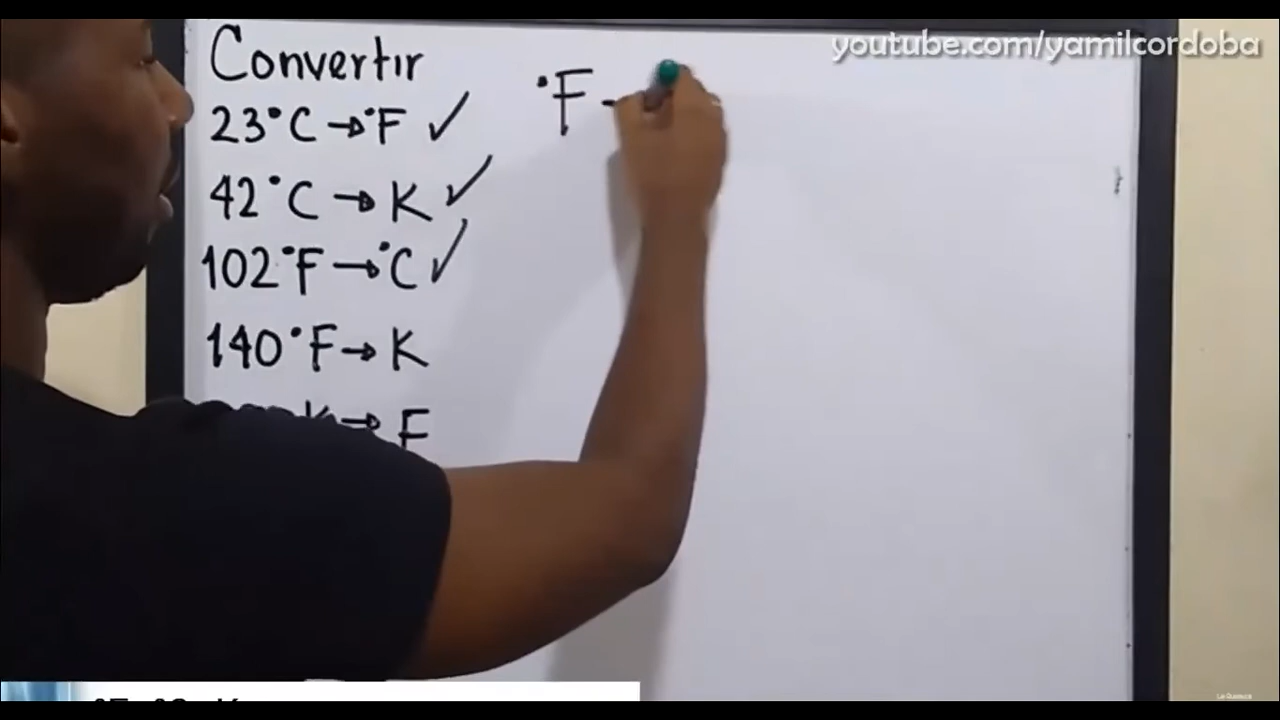 youtube.com/yamilcordoba
Convertir
23°C→°F ✓
42°C→K ✓
102°F→°C ✓
140°F→K
K→F
°F